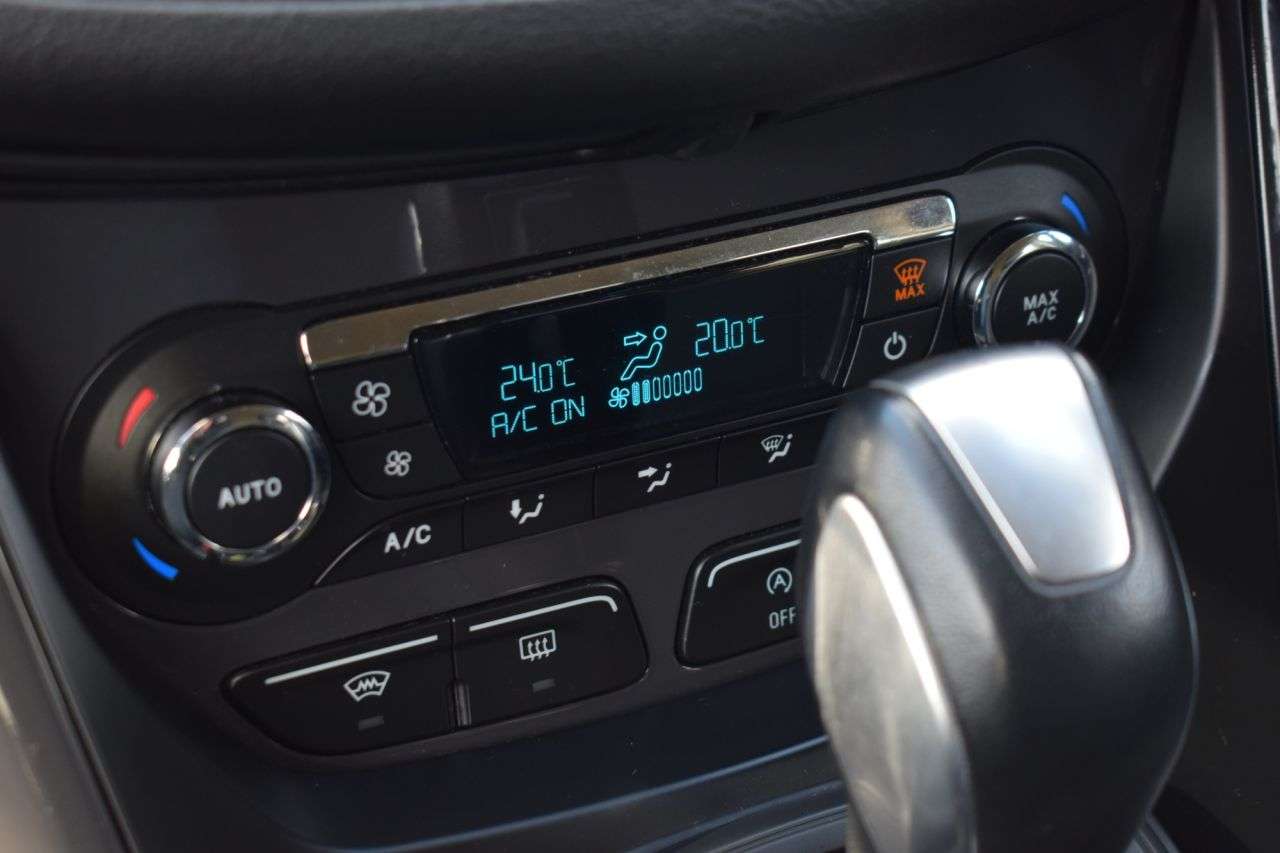 MAX
MAX
A/C
24.0°C
20.0°C
A/C ON
AUTO
A/C
A
OFF